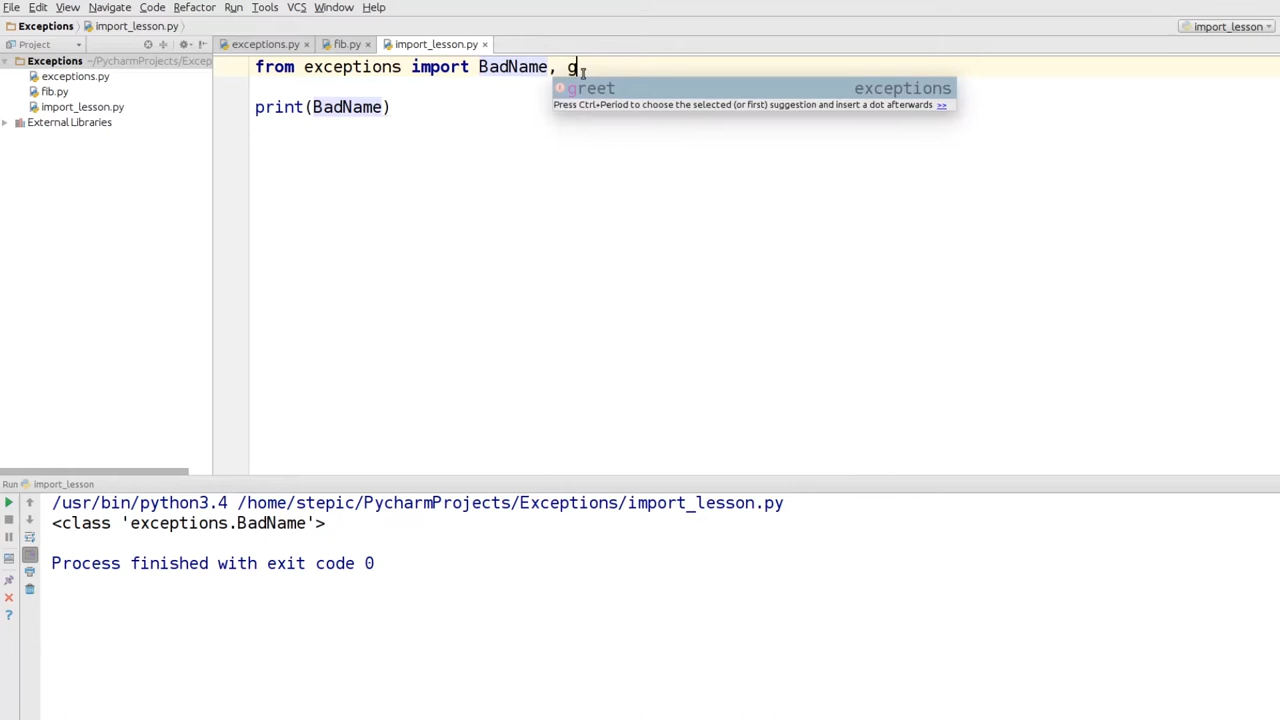 File Edit View Navigate Code Refactor Run Tools VCS Window Help
Exceptions import_lesson.py import_lesson
Project exceptions.py fib.py import_lesson.py
Exceptions ~/PycharmProjects/Excep
exceptions.py
fib.py
import_lesson.py
External Libraries
from exceptions import BadName, g
greet exceptions
Press Ctrl+Period to choose the selected (or first) suggestion and insert a dot afterwards >>
print(BadName)
Run import_lesson
/usr/bin/python3.4 /home/stepic/PycharmProjects/Exceptions/import_lesson.py
<class 'exceptions.BadName'>
Process finished with exit code 0